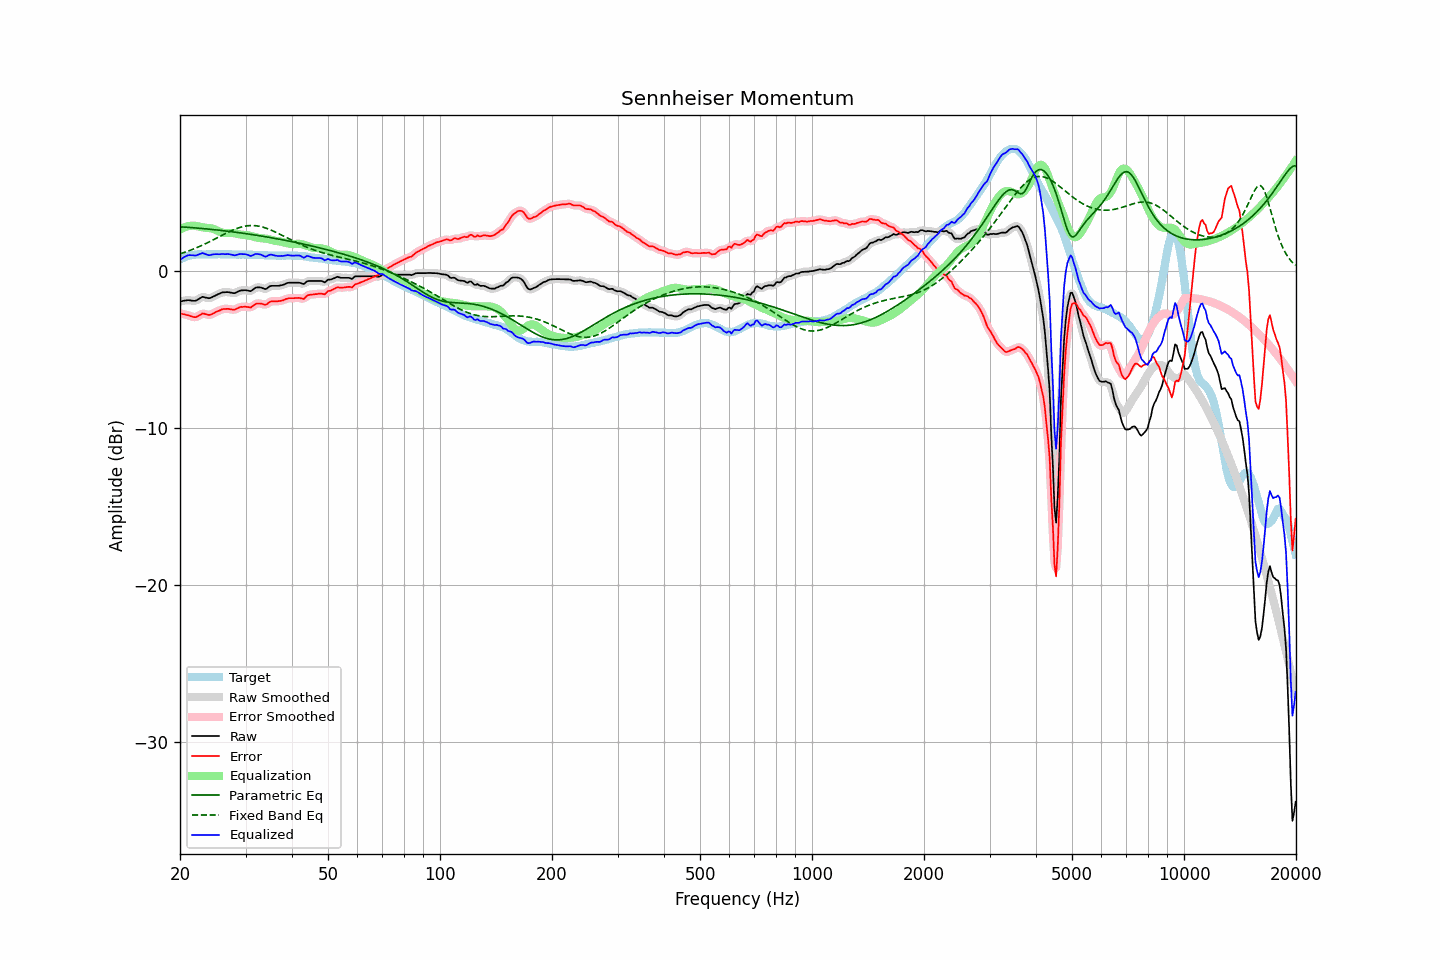 Sennheiser Momentum
Amplitude (dBr)
0
−10
−20
−30
Target
Raw Smoothed
Error Smoothed
Raw
Error
Equalization
Parametric Eq
Fixed Band Eq
Equalized
20 50 100 200 500 1000 2000 5000 10000 20000
Frequency (Hz)